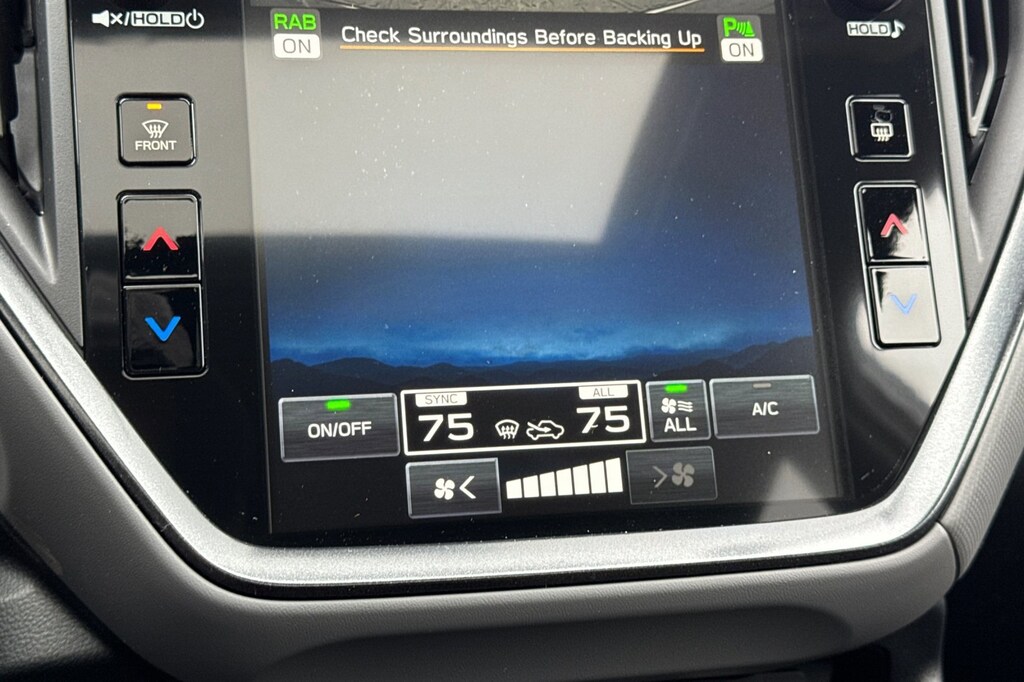 /HOLD
RAB
ON
Check Surroundings Before Backing Up
P
ON
HOLD
FRONT
ON/OFF
SYNC
75
ALL
75
ALL
A/C